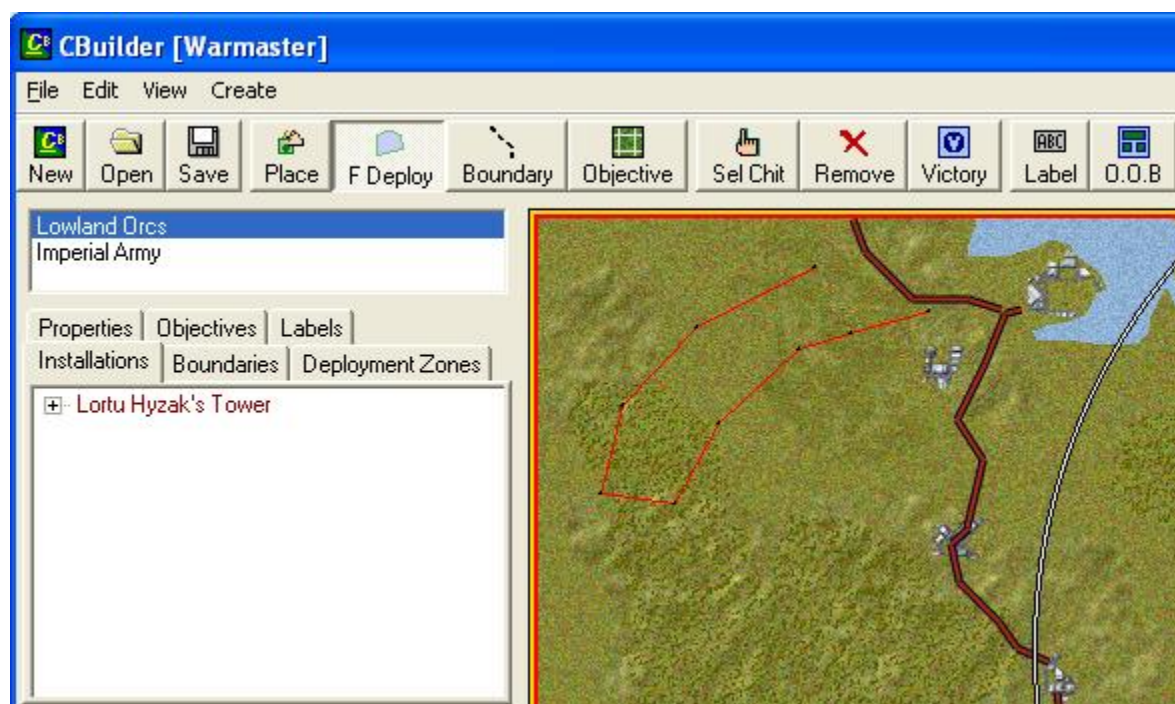 CBuilder [Warmaster]
File Edit View Create
New Open Save Place F Deploy Boundary Objective Sel Chit Remove Victory Label O.O.B
Lowland Orcs
Imperial Army
Properties Objectives Labels
Installations Boundaries Deployment Zones
Lortu Hyzak's Tower